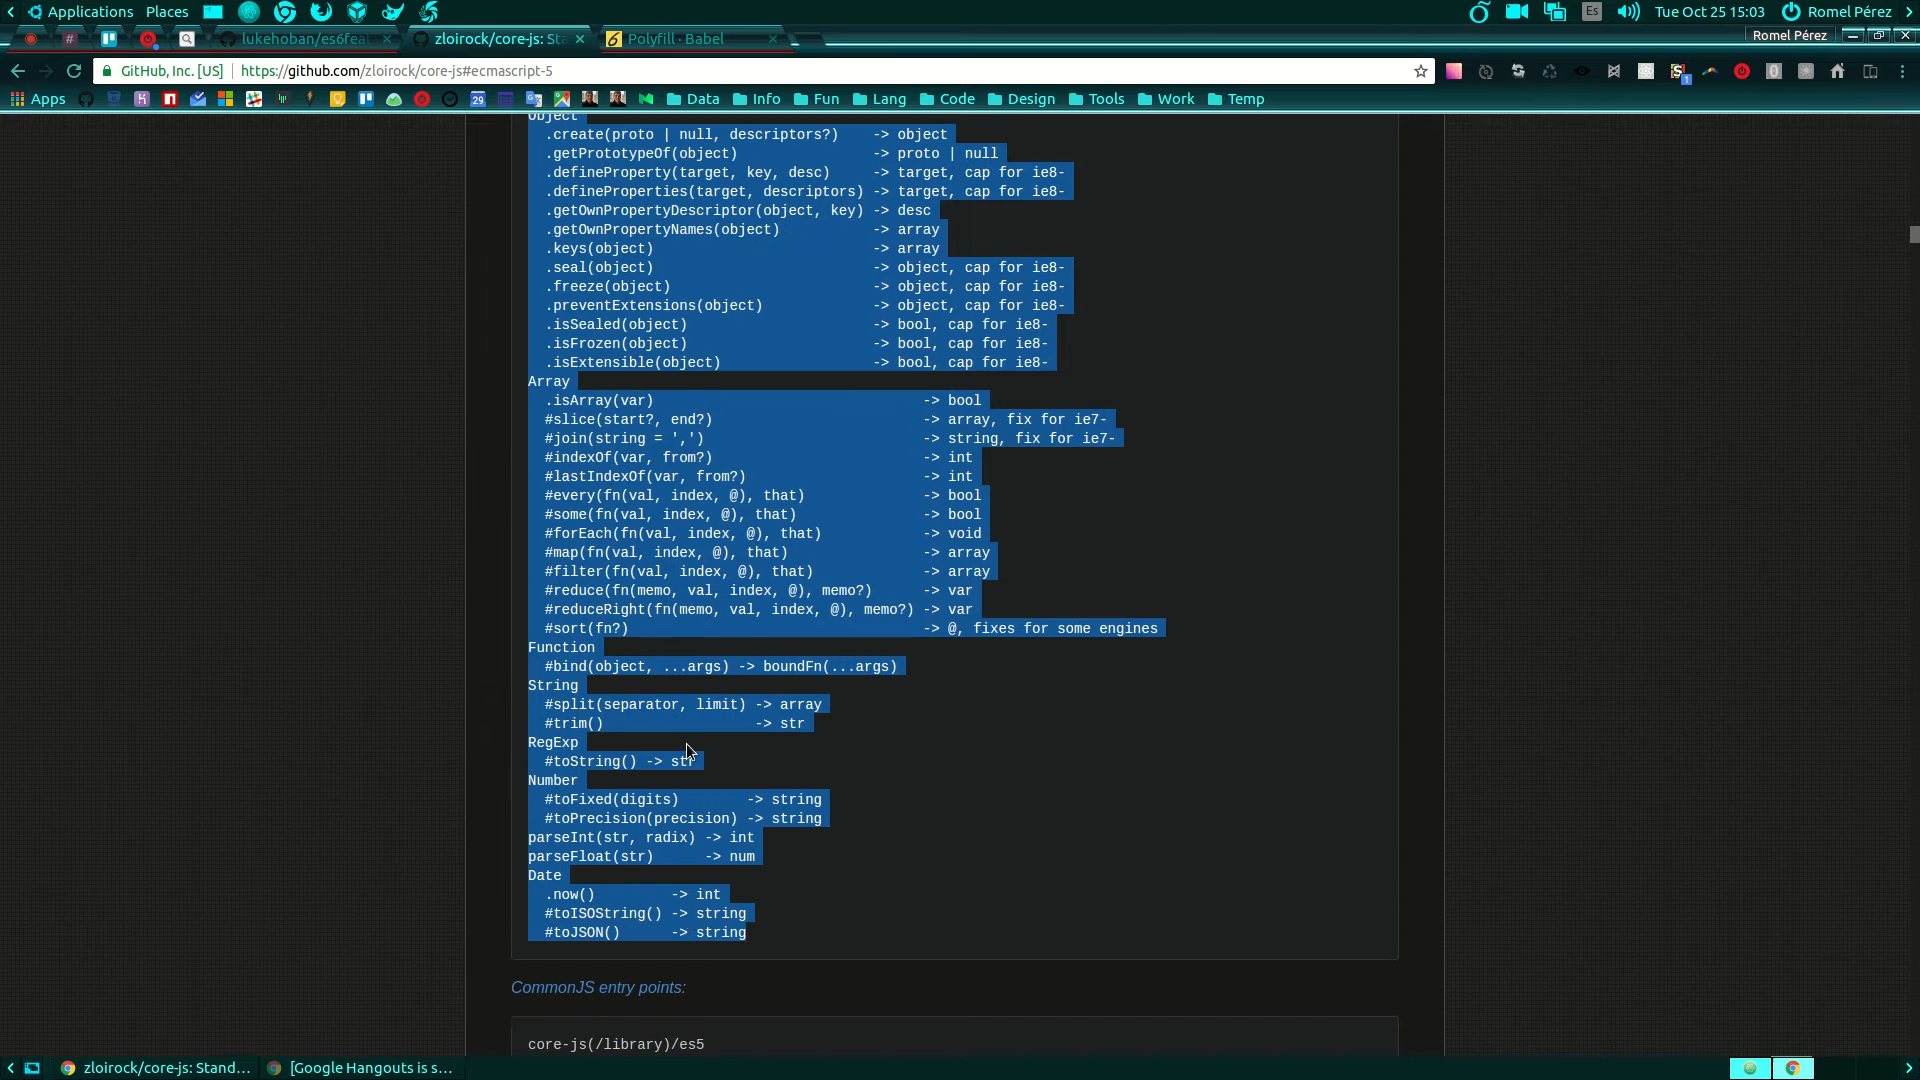 Applications Places Es Tue Oct 25 15:03 Romel Pérez
lukehoban/es6fea zloirock/core-js: Sta Polyfill · Babel Romel Pérez
GitHub, Inc. [US] https://github.com/zloirock/core-js#ecmascript-5
Apps Data Info Fun Lang Code Design Tools Work Temp
Object
.create(proto | null, descriptors?) -> object
.getPrototypeOf(object) -> proto | null
.defineProperty(target, key, desc) -> target, cap for ie8-
.defineProperties(target, descriptors) -> target, cap for ie8-
.getOwnPropertyDescriptor(object, key) -> desc
.getOwnPropertyNames(object) -> array
.keys(object) -> array
.seal(object) -> object, cap for ie8-
.freeze(object) -> object, cap for ie8-
.preventExtensions(object) -> object, cap for ie8-
.isSealed(object) -> bool, cap for ie8-
.isFrozen(object) -> bool, cap for ie8-
.isExtensible(object) -> bool, cap for ie8-
Array
.isArray(var) -> bool
#slice(start?, end?) -> array, fix for ie7-
#join(string = ',') -> string, fix for ie7-
#indexOf(var, from?) -> int
#lastIndexOf(var, from?) -> int
#every(fn(val, index, @), that) -> bool
#some(fn(val, index, @), that) -> bool
#forEach(fn(val, index, @), that) -> void
#map(fn(val, index, @), that) -> array
#filter(fn(val, index, @), that) -> array
#reduce(fn(memo, val, index, @), memo?) -> var
#reduceRight(fn(memo, val, index, @), memo?) -> var
#sort(fn?) -> @, fixes for some engines
Function
#bind(object, ...args) -> boundFn(...args)
String
#split(separator, limit) -> array
#trim() -> str
RegExp
#toString() -> str
Number
#toFixed(digits) -> string
#toPrecision(precision) -> string
parseInt(str, radix) -> int
parseFloat(str) -> num
Date
.now() -> int
#toISOString() -> string
#toJSON() -> string
CommonJS entry points:
core-js(/library)/es5
zloirock/core-js: Stand... [Google Hangouts is s...